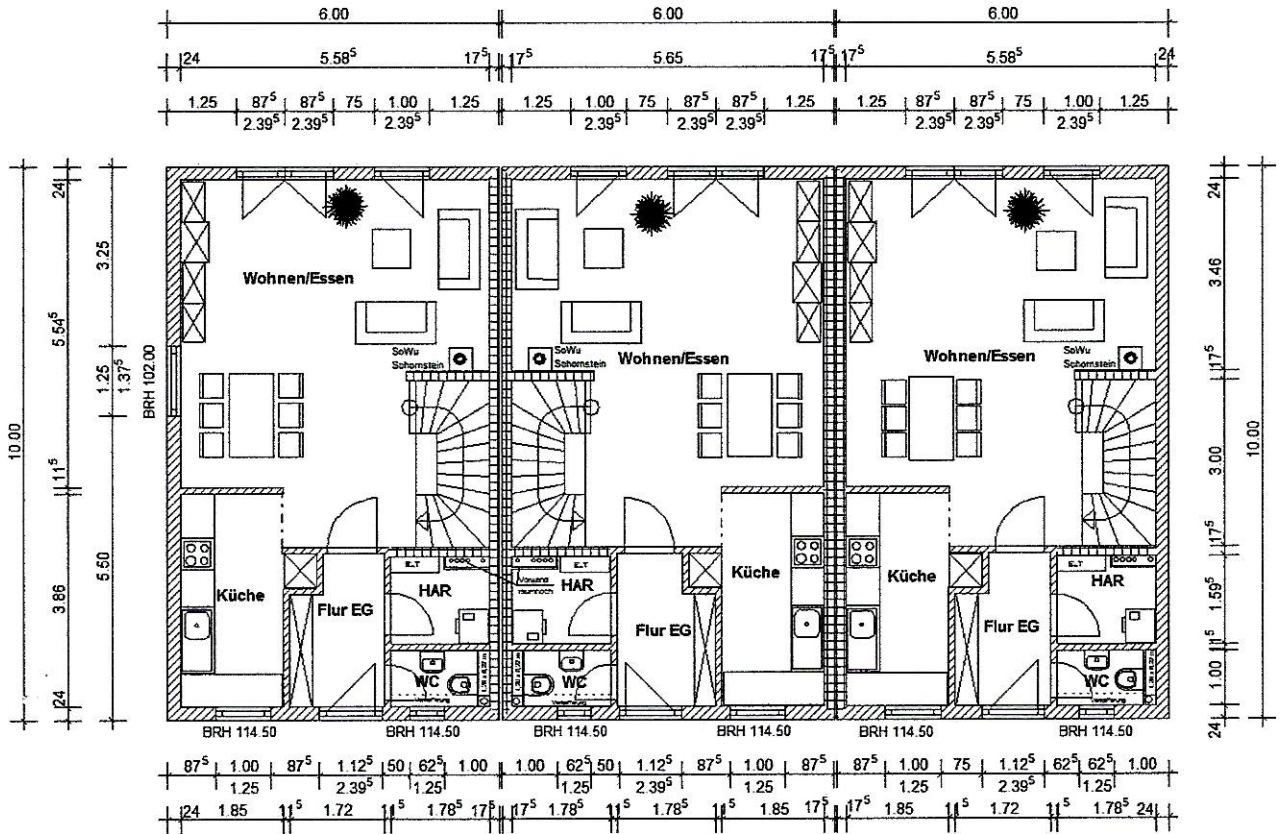 6.00 6.00 6.00
24 5.58⁵ 17⁵ 17⁵ 5.65 17⁵ 17⁵ 5.58⁵ 24
1.25 87⁵ 87⁵ 75 1.00 1.25 1.25 1.00 75 87⁵ 87⁵ 1.25 1.25 87⁵ 87⁵ 75 1.00 1.25
2.39⁵ 2.39⁵ 2.39⁵ 2.39⁵ 2.39⁵ 2.39⁵ 2.39⁵ 2.39⁵ 2.39⁵
10.00
24
5.54⁵
11⁵
3.86
24
3.25
1.25
1.37⁵
5.50
BRH 102.00
Wohnen/Essen
SoWu
Schornstein
Küche
Flur EG
ELT
HAR
WC
SoWu
Schornstein
Wohnen/Essen
Vorwand
raumhoch
ELT
HAR
WC
Flur EG
Küche
Wohnen/Essen
SoWu
Schornstein
Küche
Flur EG
ELT
HAR
WC
24
3.46
17⁵
3.00
17⁵
1.59⁵
11⁵
1.00
24
10.00
BRH 114.50 BRH 114.50 BRH 114.50 BRH 114.50 BRH 114.50 BRH 114.50
87⁵ 1.00 87⁵ 1.12⁵ 50 62⁵ 1.00 1.00 62⁵ 50 1.12⁵ 87⁵ 1.00 87⁵ 87⁵ 1.00 75 1.12⁵ 62⁵ 62⁵ 1.00
1.25 2.39⁵ 1.25 1.25 2.39⁵ 1.25 1.25 2.39⁵ 1.25
24 1.85 11⁵ 1.72 11⁵ 1.78⁵ 17⁵ 17⁵ 1.78⁵ 11⁵ 1.78⁵ 11⁵ 1.85 17⁵ 17⁵ 1.85 11⁵ 1.72 11⁵ 1.78⁵ 24